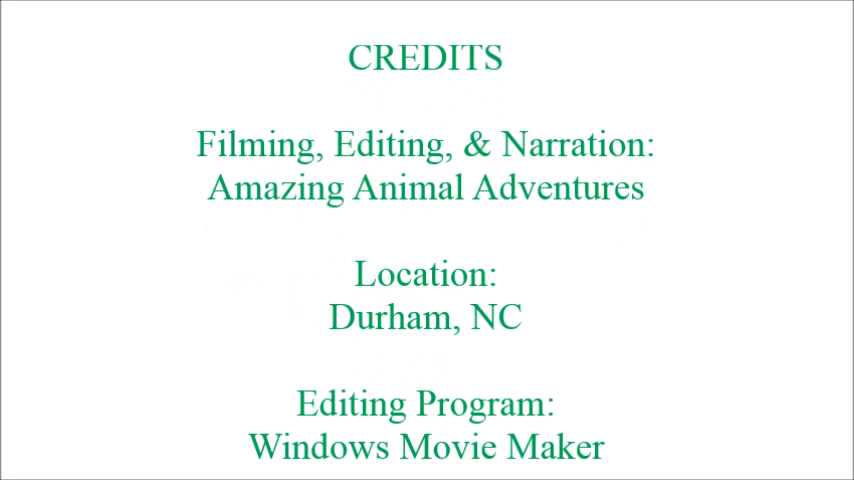 CREDITS
Filming, Editing, & Narration:
Amazing Animal Adventures
Location:
Durham, NC
Editing Program:
Windows Movie Maker